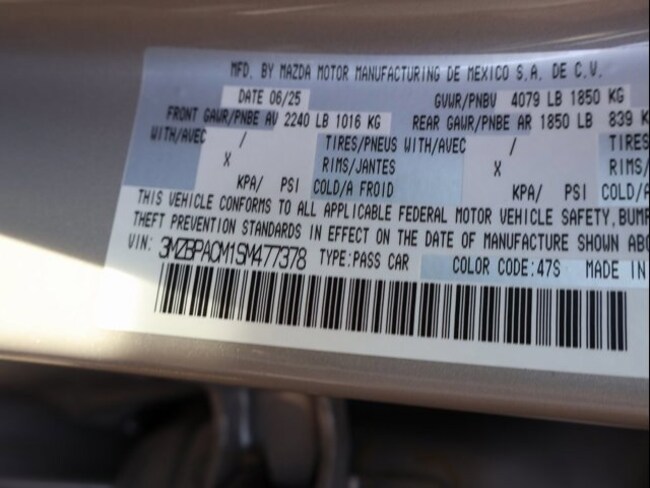 MFD. BY MAZDA MOTOR MANUFACTURING DE MEXICO S.A. DE C.V.
DATE 06/25 GVWR/PNBV 4079 LB 1850 KG
FRONT GAWR/PNBE AV 2240 LB 1016 KG REAR GAWR/PNBE AR 1850 LB 839 K
WITH/AVEC / TIRES/PNEUS WITH/AVEC / TIRES
X RIMS/JANTES X RIMS/
KPA/ PSI COLD/A FROID KPA/ PSI COLD/A
THIS VEHICLE CONFORMS TO ALL APPLICABLE FEDERAL MOTOR VEHICLE SAFETY, BUMP
THEFT PREVENTION STANDARDS IN EFFECT ON THE DATE OF MANUFACTURE SHOWN ABO
VIN: 3MZBPACM1SM477378 TYPE:PASS CAR COLOR CODE:47S MADE IN